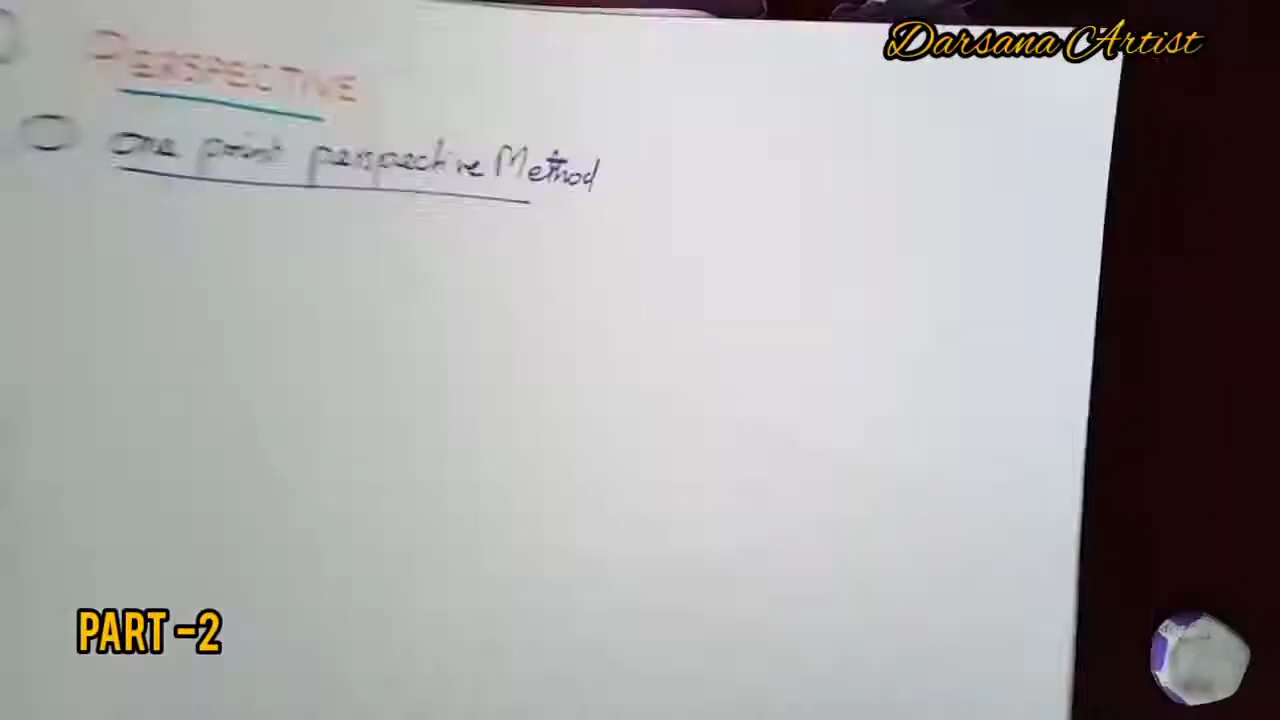 Darsana Artist
PERSPECTIVE
one point perspective Method
PART -2